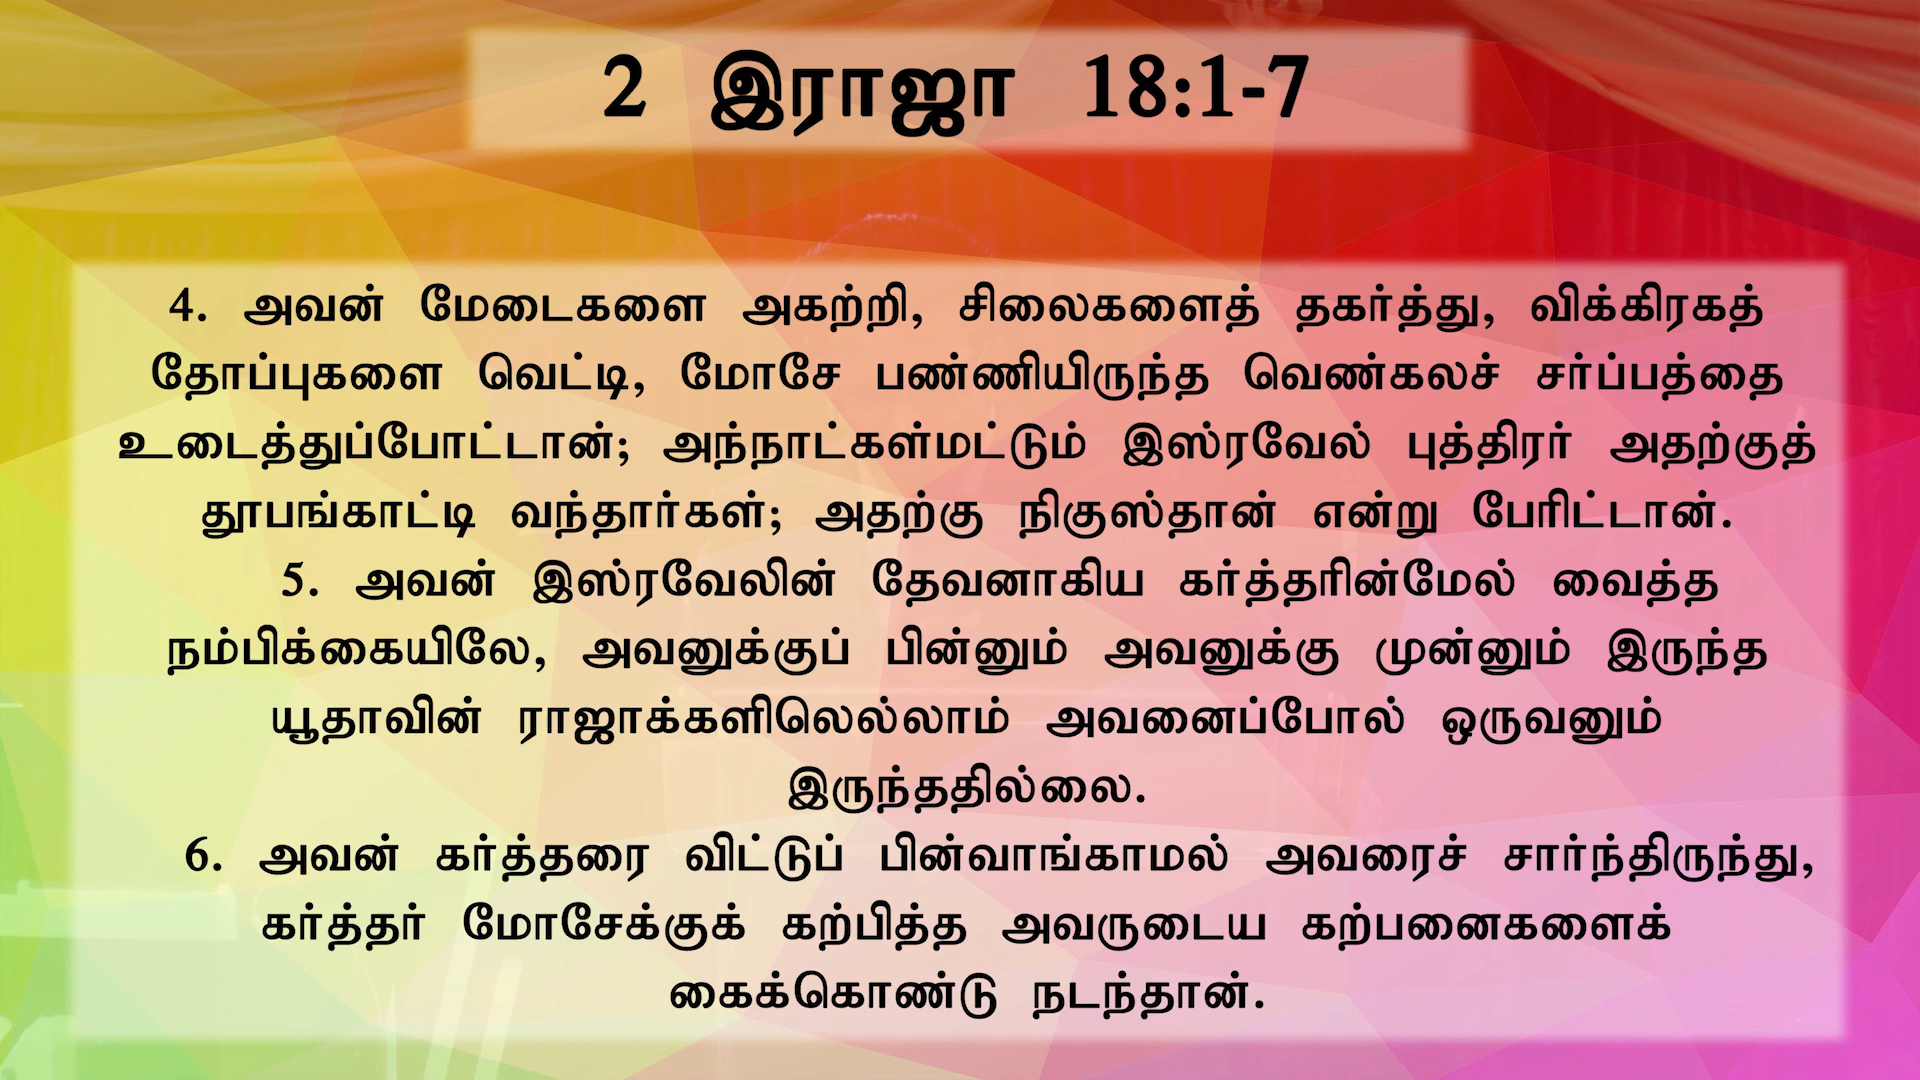 2 இராஜா 18:1-7
4. அவன் மேடைகளை அகற்றி, சிலைகளைத் தகர்த்து, விக்கிரகத்
தோப்புகளை வெட்டி, மோசே பண்ணியிருந்த வெண்கலச் சர்ப்பத்தை
உடைத்துப்போட்டான்; அந்நாட்கள்மட்டும் இஸ்ரவேல் புத்திரர் அதற்குத்
தூபங்காட்டி வந்தார்கள்; அதற்கு நிகுஸ்தான் என்று பேரிட்டான்.
5. அவன் இஸ்ரவேலின் தேவனாகிய கர்த்தரின்மேல் வைத்த
நம்பிக்கையிலே, அவனுக்குப் பின்னும் அவனுக்கு முன்னும் இருந்த
யூதாவின் ராஜாக்களிலெல்லாம் அவனைப்போல் ஒருவனும்
இருந்ததில்லை.
6. அவன் கர்த்தரை விட்டுப் பின்வாங்காமல் அவரைச் சார்ந்திருந்து,
கர்த்தர் மோசேக்குக் கற்பித்த அவருடைய கற்பனைகளைக்
கைக்கொண்டு நடந்தான்.